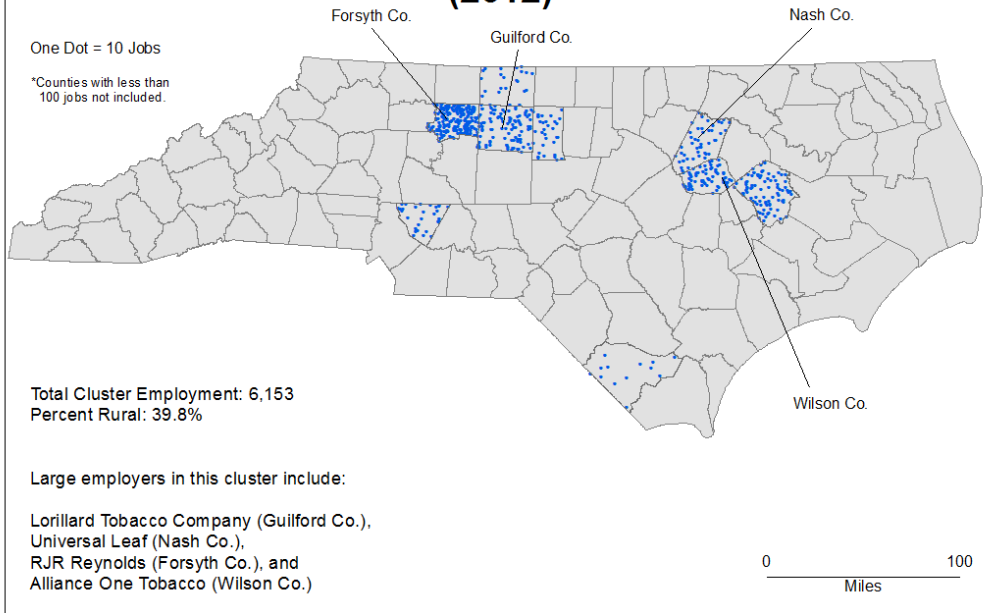 (2012)
Forsyth Co.
Nash Co.
Guilford Co.
One Dot = 10 Jobs
*Counties with less than
100 jobs not included.
Total Cluster Employment: 6,153
Percent Rural: 39.8%
Wilson Co.
Large employers in this cluster include:
Lorillard Tobacco Company (Guilford Co.),
Universal Leaf (Nash Co.),
RJR Reynolds (Forsyth Co.), and
Alliance One Tobacco (Wilson Co.)
0 100
Miles